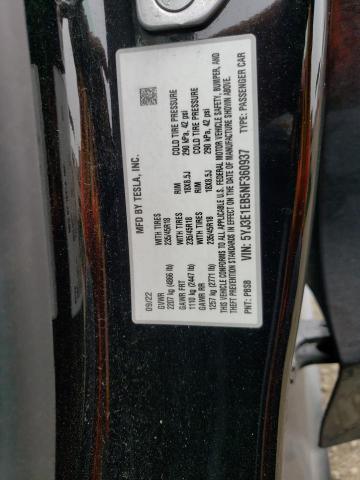 MFD BY TESLA, INC. 09/22
GVWR
2207 kg (4866 lb)
GAWR FRT WITH TIRES RIM COLD TIRE PRESSURE
1110 kg (2447 lb) 235/45R18 18X8.5J 290 kPa, 42 psi
GAWR RR WITH TIRES RIM COLD TIRE PRESSURE
1257 kg (2771 lb) 235/45R18 18X8.5J 290 kPa, 42 psi
THIS VEHICLE CONFORMS TO ALL APPLICABLE U.S. FEDERAL MOTOR VEHICLE SAFETY, BUMPER, AND
THEFT PREVENTION STANDARDS IN EFFECT ON THE DATE OF MANUFACTURE SHOWN ABOVE.
VIN: 5YJ3E1EB5NF360937 TYPE: PASSENGER CAR
PNT: PBSB